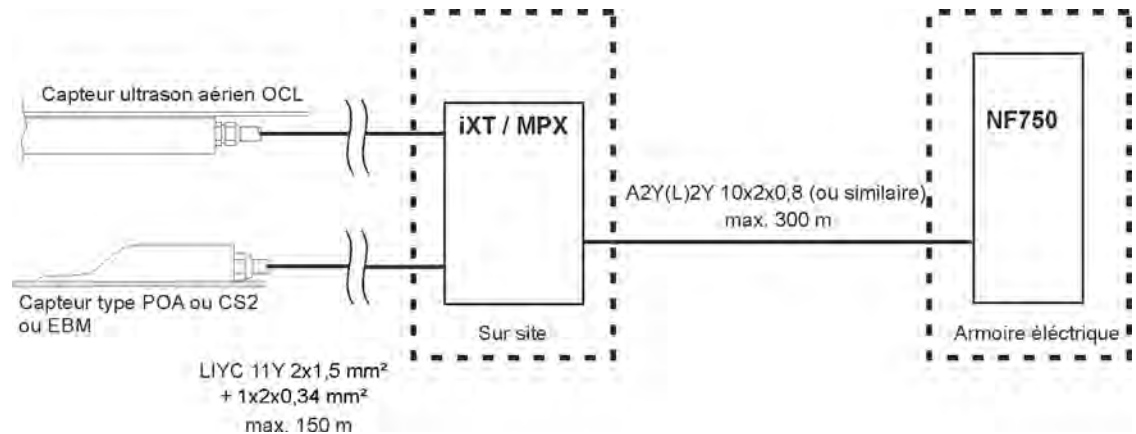 Capteur ultrason aérien OCL
iXT / MPX
NF750
A2Y(L)2Y 10x2x0,8 (ou similaire)
max. 300 m
Capteur type POA ou CS2
ou EBM
Sur site
Armoire éléctrique
LIYC 11Y 2x1,5 mm²
+ 1x2x0,34 mm²
max. 150 m